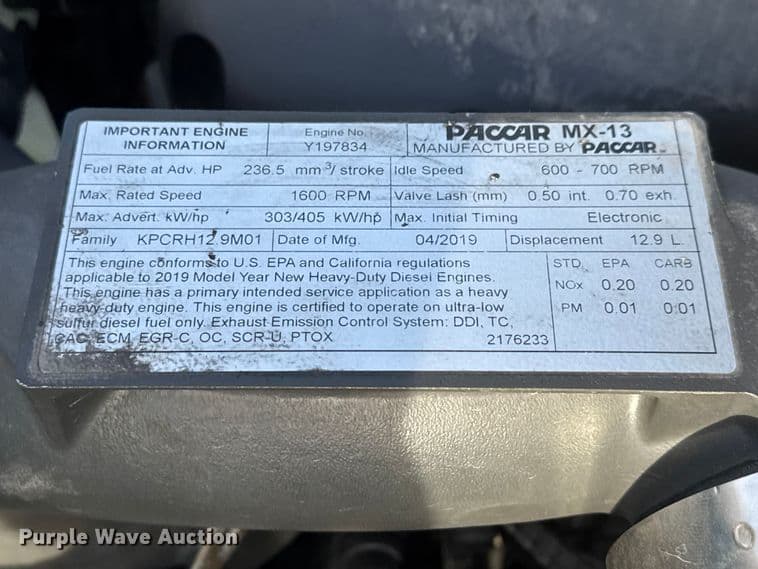 IMPORTANT ENGINE INFORMATION
Engine No. Y197834
PACCAR MX-13
MANUFACTURED BY PACCAR
Fuel Rate at Adv. HP 236.5 mm³/ stroke Idle Speed 600 - 700 RPM
Max. Rated Speed 1600 RPM Valve Lash (mm) 0.50 int. 0.70 exh.
Max. Advert. kW/hp 303/405 kW/hp Max. Initial Timing Electronic
Family KPCRH12.9M01 Date of Mfg. 04/2019 Displacement 12.9 L.
This engine conforms to U.S. EPA and California regulations
applicable to 2019 Model Year New Heavy-Duty Diesel Engines.
This engine has a primary intended service application as a heavy
heavy-duty engine. This engine is certified to operate on ultra-low
sulfur diesel fuel only. Exhaust Emission Control System: DDI, TC,
CAC, ECM, EGR-C, OC, SCR-U, PTOX 2176233
STD. EPA CARB
NOx 0.20 0.20
PM 0.01 0.01
Purple Wave Auction